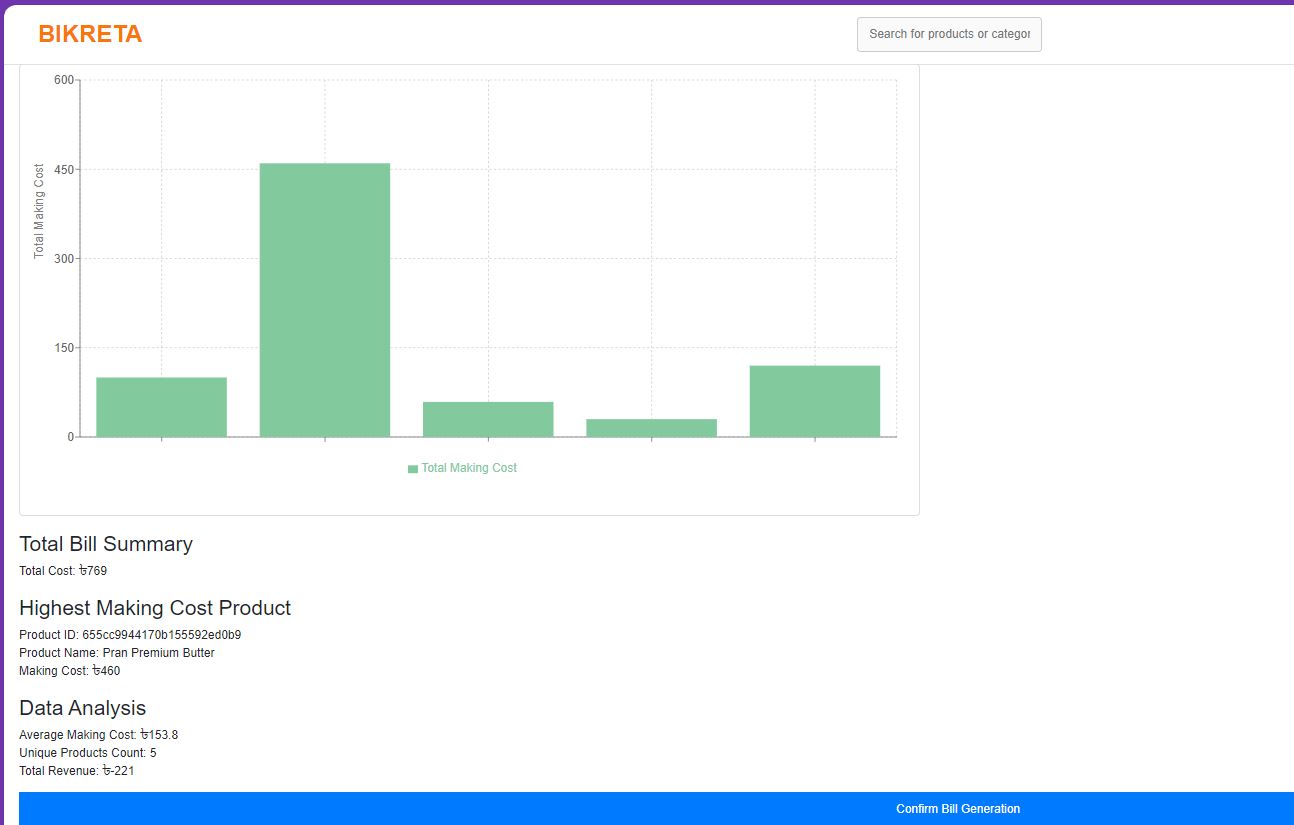 BIKRETA
Search for products or categor
600
450
300
150
0
Total Making Cost
Total Making Cost
Total Bill Summary
Total Cost: ৳769
Highest Making Cost Product
Product ID: 655cc9944170b155592ed0b9
Product Name: Pran Premium Butter
Making Cost: ৳460
Data Analysis
Average Making Cost: ৳153.8
Unique Products Count: 5
Total Revenue: ৳-221
Confirm Bill Generation